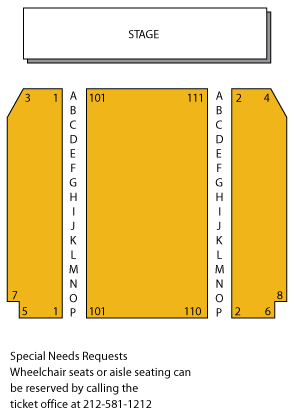 STAGE
3 1 A 101 111 A 2 4
B B
C C
D D
E E
F F
G G
H H
I I
J J
K K
L L
M M
N N
7 O O 8
5 1 P 101 110 P 2 6
Special Needs Requests
Wheelchair seats or aisle seating can
be reserved by calling the
ticket office at 212-581-1212